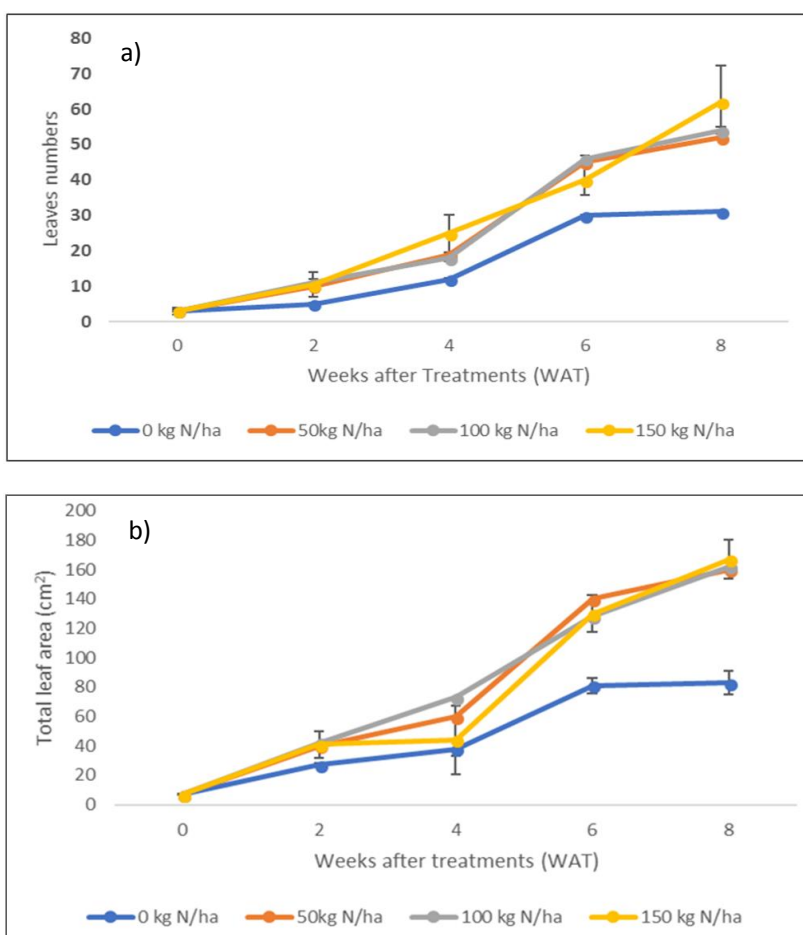 a)
80
70
60
50
40
30
20
10
0
Leaves numbers
0 2 4 6 8
Weeks after Treatments (WAT)
0 kg N/ha 50kg N/ha 100 kg N/ha 150 kg N/ha
b)
200
180
160
140
120
100
80
60
40
20
0
Total leaf area (cm²)
0 2 4 6 8
Weeks after treatments (WAT)
0 kg N/ha 50kg N/ha 100 kg N/ha 150 kg N/ha